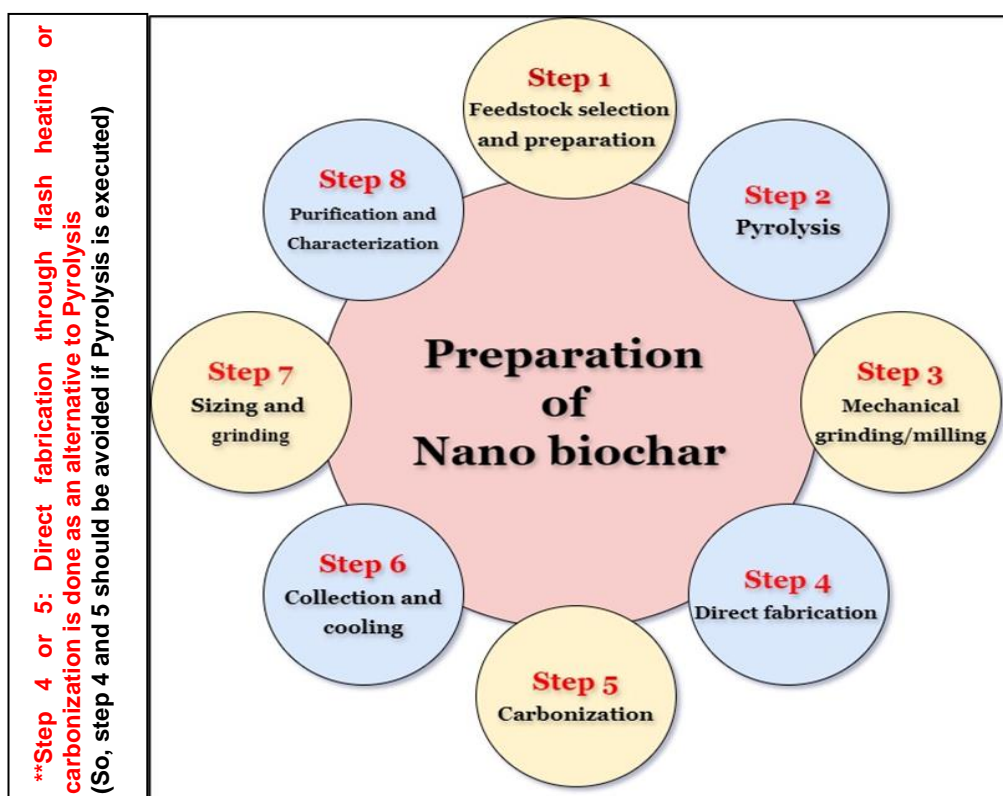 **Step 4 or 5: Direct fabrication through flash heating or
carbonization is done as an alternative to Pyrolysis
(So, step 4 and 5 should be avoided if Pyrolysis is executed)
Step 1
Feedstock selection
and preparation
Step 2
Pyrolysis
Step 3
Mechanical
grinding/milling
Step 4
Direct fabrication
Step 5
Carbonization
Step 6
Collection and
cooling
Step 7
Sizing and
grinding
Step 8
Purification and
Characterization
Preparation
of
Nano biochar